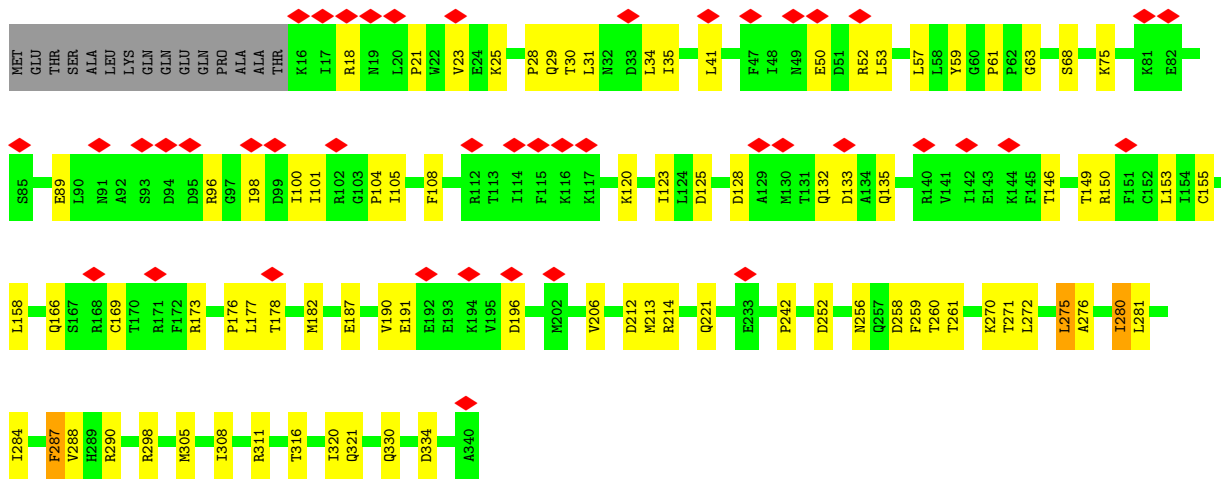 MET GLU THR SER ALA LEU LYS GLN GLN GLU GLN PRO ALA ALA THR K16 I17 R18 N19 L20 P21 W22 V23 E24 K25 P28 Q29 T30 L31 N32 D33 L34 I35 L41 F47 I48 N49 E50 D51 R52 L53 L57 L58 Y59 G60 P61 P62 G63 S68 K75 K81 E82
S85 E89 L90 N91 A92 S93 D94 D95 R96 G97 I98 D99 I100 I101 R102 G103 P104 I105 F108 R112 T113 I114 F115 K116 K117 K120 I123 L124 D125 D128 A129 M130 T131 Q132 D133 A134 Q135 R140 V141 I142 E143 K144 F145 T146 T149 R150 F151 C152 L153 I154 C155
L158 Q166 S167 R168 C169 T170 R171 F172 R173 P176 L177 T178 M182 E187 V190 E191 E192 E193 K194 V195 D196 M202 V206 D212 M213 R214 Q221 E233 P242 D252 N256 Q257 D258 F259 T260 T261 K270 T271 L272 L275 A276 I280 L281
I284 F287 V288 H289 R290 R298 M305 I308 R311 T316 I320 Q321 Q330 D334 A340